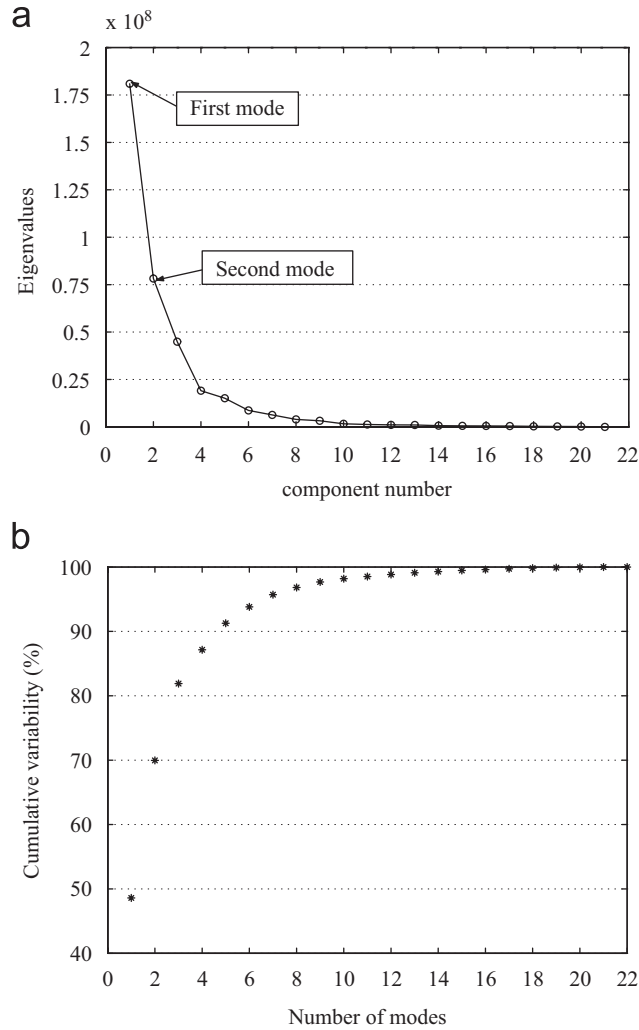 a
x 10⁸
2
1.75
1.5
1.25
1
0.75
0.5
0.25
0
First mode
Second mode
Eigenvalues
0 2 4 6 8 10 12 14 16 18 20 22
component number
b
100
90
80
70
60
50
40
Cumulative variability (%)
0 2 4 6 8 10 12 14 16 18 20 22
Number of modes